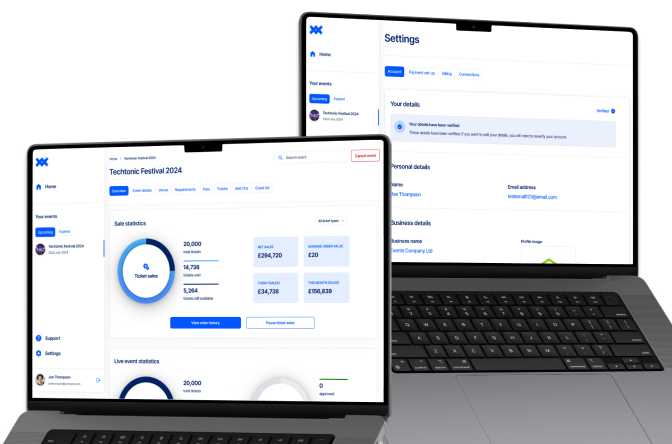 Settings
Home
Account Payment set-up Billing Connections
Your events
Upcoming Expired
Techtonic Festival 2024
22nd July 2024
Your details
Verified
Your details have been verified
These details have been verified. If you want to edit your details, you will need to reverify your account.
Personal details
Name
Joe Thompson
Email address
Business details
Business name
Events Company Ltd
Profile image
Home Techtonic Festival 2024
Search event
Cancel event
Techtonic Festival 2024
Home
Overview Event details Venue Requirements Fees Tickets Add Ons Guest list
Your events
Upcoming Expired
Techtonic Festival 2024
22nd July 2024
Sale statistics
All ticket types
Ticket sales
20,000
total tickets
14,736
tickets sold
5,264
tickets still available
NET SALES
£294,720
AVERAGE ORDER VALUE
£20
TODAY (SALES)
£34,738
THIS MONTH (SALES)
£156,839
View order history
Pause ticket sales
Support
Settings
Joe Thompson
Live event statistics
20,000
total tickets
0
approved